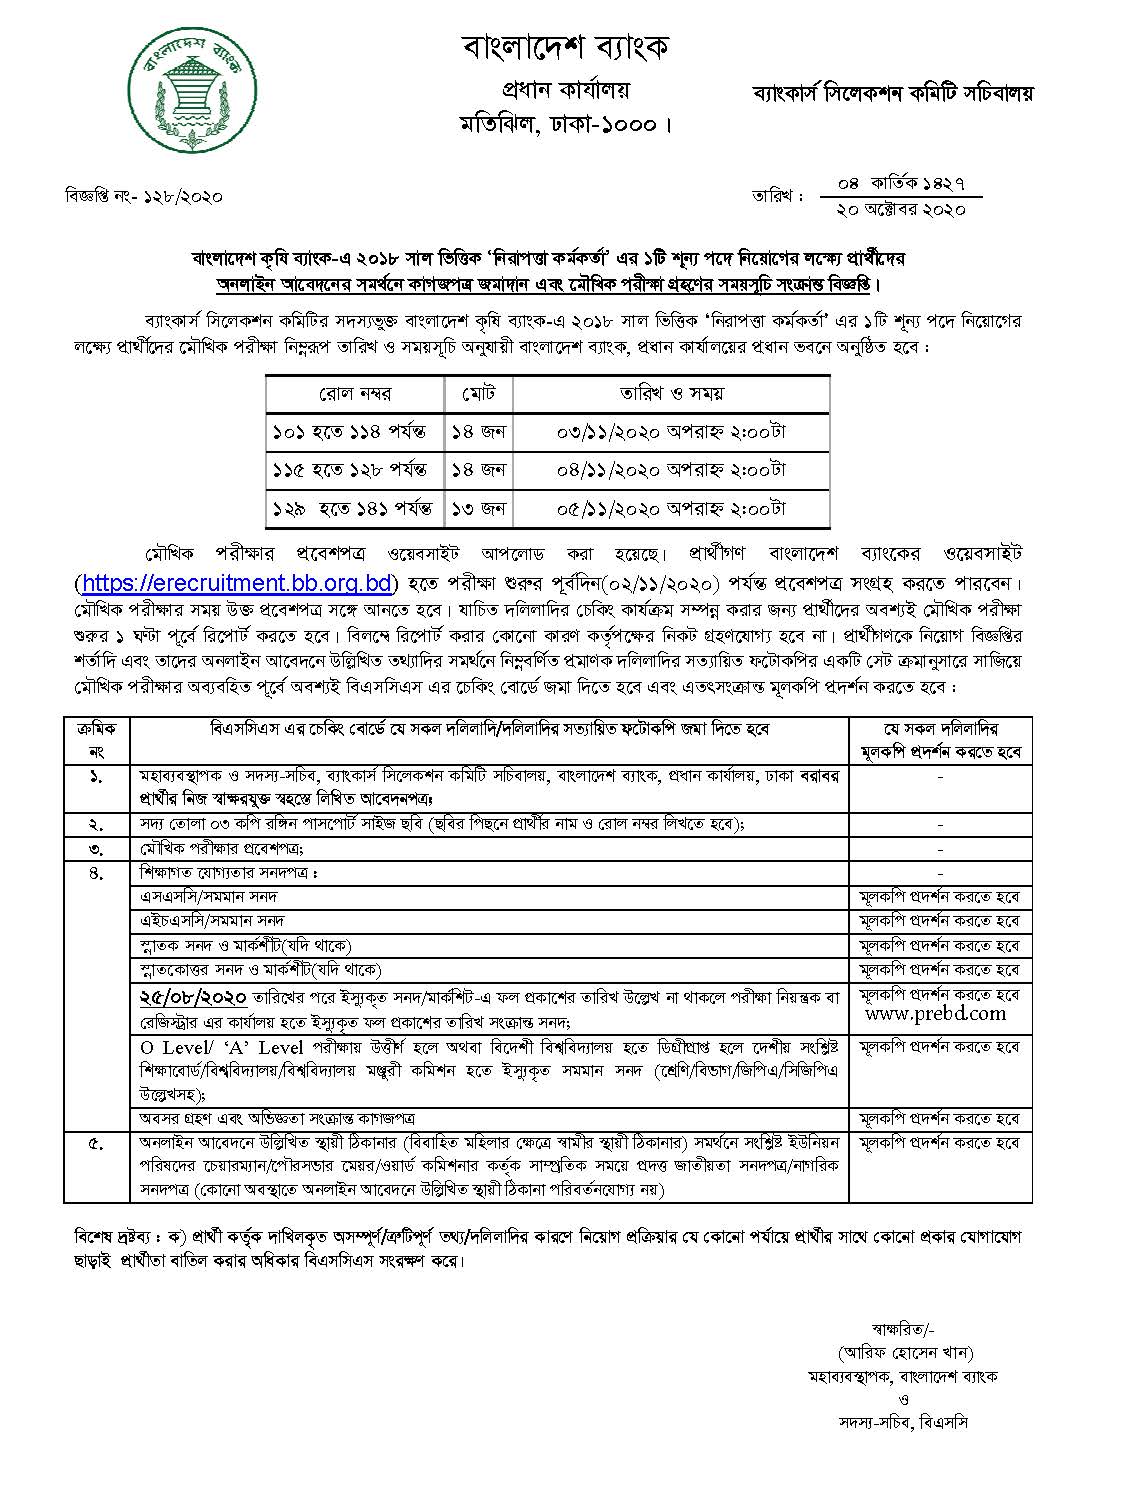 বাংলাদেশ ব্যাংক
বাংলাদেশ ব্যাংক
প্রধান কার্যালয়
মতিঝিল, ঢাকা-১০০০।
ব্যাংকার্স সিলেকশন কমিটি সচিবালয়
বিজ্ঞপ্তি নং- ১২৮/২০২০
তারিখ :
০৪ কার্তিক ১৪২৭
২০ অক্টোবর ২০২০
বাংলাদেশ কৃষি ব্যাংক-এ ২০১৮ সাল ভিত্তিক ‘নিরাপত্তা কর্মকর্তা’ এর ১টি শূন্য পদে নিয়োগের লক্ষ্যে প্রার্থীদের
অনলাইন আবেদনের সমর্থনে কাগজপত্র জমাদান এবং মৌখিক পরীক্ষা গ্রহণের সময়সূচি সংক্রান্ত বিজ্ঞপ্তি।
ব্যাংকার্স সিলেকশন কমিটির সদস্যভুক্ত বাংলাদেশ কৃষি ব্যাংক-এ ২০১৮ সাল ভিত্তিক ‘নিরাপত্তা কর্মকর্তা’ এর ১টি শূন্য পদে নিয়োগের
লক্ষ্যে প্রার্থীদের মৌখিক পরীক্ষা নিম্নরূপ তারিখ ও সময়সূচি অনুযায়ী বাংলাদেশ ব্যাংক, প্রধান কার্যালয়ের প্রধান ভবনে অনুষ্ঠিত হবে :
রোল নম্বর মোট তারিখ ও সময়
১০১ হতে ১১৪ পর্যন্ত ১৪ জন ০৩/১১/২০২০ অপরাহ্ন ২:০০টা
১১৫ হতে ১২৮ পর্যন্ত ১৪ জন ০৪/১১/২০২০ অপরাহ্ন ২:০০টা
১২৯ হতে ১৪১ পর্যন্ত ১৩ জন ০৫/১১/২০২০ অপরাহ্ন ২:০০টা
মৌখিক পরীক্ষার প্রবেশপত্র ওয়েবসাইট আপলোড করা হয়েছে। প্রার্থীগণ বাংলাদেশ ব্যাংকের ওয়েবসাইট
(https://erecruitment.bb.org.bd) হতে পরীক্ষা শুরুর পূর্বদিন(০২/১১/২০২০) পর্যন্ত প্রবেশপত্র সংগ্রহ করতে পারবেন।
মৌখিক পরীক্ষার সময় উক্ত প্রবেশপত্র সঙ্গে আনতে হবে। যাচিত দলিলাদির চেকিং কার্যক্রম সম্পন্ন করার জন্য প্রার্থীদের অবশ্যই মৌখিক পরীক্ষা
শুরুর ১ ঘণ্টা পূর্বে রিপোর্ট করতে হবে। বিলম্বে রিপোর্ট করার কোনো কারণ কর্তৃপক্ষের নিকট গ্রহণযোগ্য হবে না। প্রার্থীগণকে নিয়োগ বিজ্ঞপ্তির
শর্তাদি এবং তাদের অনলাইন আবেদনে উল্লিখিত তথ্যাদির সমর্থনে নিম্নবর্ণিত প্রমাণক দলিলাদির সত্যায়িত ফটোকপির একটি সেট ক্রমানুসারে সাজিয়ে
মৌখিক পরীক্ষার অব্যবহিত পূর্বে অবশ্যই বিএসসিএস এর চেকিং বোর্ডে জমা দিতে হবে এবং এতৎসংক্রান্ত মূলকপি প্রদর্শন করতে হবে :
ক্রমিক নং বিএসসিএস এর চেকিং বোর্ডে যে সকল দলিলাদি/দলিলাদির সত্যায়িত ফটোকপি জমা দিতে হবে যে সকল দলিলাদির
মূলকপি প্রদর্শন করতে হবে
১. মহাব্যবস্থাপক ও সদস্য-সচিব, ব্যাংকার্স সিলেকশন কমিটি সচিবালয়, বাংলাদেশ ব্যাংক, প্রধান কার্যালয়, ঢাকা বরাবর -
প্রার্থীর নিজ স্বাক্ষরযুক্ত স্বহস্তে লিখিত আবেদনপত্র;
২. সদ্য তোলা ০৩ কপি রঙ্গিন পাসপোর্ট সাইজ ছবি (ছবির পিছনে প্রার্থীর নাম ও রোল নম্বর লিখতে হবে); -
৩. মৌখিক পরীক্ষার প্রবেশপত্র; -
৪. শিক্ষাগত যোগ্যতার সনদপত্র : -
এসএসসি/সমমান সনদ মূলকপি প্রদর্শন করতে হবে
এইচএসসি/সমমান সনদ মূলকপি প্রদর্শন করতে হবে
স্নাতক সনদ ও মার্কশীট(যদি থাকে) মূলকপি প্রদর্শন করতে হবে
স্নাতকোত্তর সনদ ও মার্কশীট(যদি থাকে) মূলকপি প্রদর্শন করতে হবে
২৫/০৮/২০২০ তারিখের পরে ইস্যুকৃত সনদ/মার্কশিট-এ ফল প্রকাশের তারিখ উল্লেখ না থাকলে পরীক্ষা নিয়ন্ত্রক বা মূলকপি প্রদর্শন করতে হবে
রেজিস্ট্রার এর কার্যালয় হতে ইস্যুকৃত ফল প্রকাশের তারিখ সংক্রান্ত সনদ; www.prebd.com
O Level/ ‘A’ Level পরীক্ষায় উত্তীর্ণ হলে অথবা বিদেশী বিশ্ববিদ্যালয় হতে ডিগ্রীপ্রাপ্ত হলে দেশীয় সংশ্লিষ্ট মূলকপি প্রদর্শন করতে হবে
শিক্ষাবোর্ড/বিশ্ববিদ্যালয়/বিশ্ববিদ্যালয় মঞ্জুরী কমিশন হতে ইস্যুকৃত সমমান সনদ (শ্রেণি/বিভাগ/জিপিএ/সিজিপিএ
উল্লেখসহ);
অবসর গ্রহণ এবং অভিজ্ঞতা সংক্রান্ত কাগজপত্র মূলকপি প্রদর্শন করতে হবে
৫. অনলাইন আবেদনে উল্লিখিত স্থায়ী ঠিকানার (বিবাহিত মহিলার ক্ষেত্রে স্বামীর স্থায়ী ঠিকানার) সমর্থনে সংশ্লিষ্ট ইউনিয়ন মূলকপি প্রদর্শন করতে হবে
পরিষদের চেয়ারম্যান/পৌরসভার মেয়র/ওয়ার্ড কমিশনার কর্তৃক সাম্প্রতিক সময়ে প্রদত্ত জাতীয়তা সনদপত্র/নাগরিক
সনদপত্র (কোনো অবস্থাতে অনলাইন আবেদনে উল্লিখিত স্থায়ী ঠিকানা পরিবর্তনযোগ্য নয়)
বিশেষ দ্রষ্টব্য : ক) প্রার্থী কর্তৃক দাখিলকৃত অসম্পূর্ণ/ত্রুটিপূর্ণ তথ্য/দলিলাদির কারণে নিয়োগ প্রক্রিয়ার যে কোনো পর্যায়ে প্রার্থীর সাথে কোনো প্রকার যোগাযোগ
ছাড়াই প্রার্থীতা বাতিল করার অধিকার বিএসসিএস সংরক্ষণ করে।
স্বাক্ষরিত/-
(আরিফ হোসেন খান)
মহাব্যবস্থাপক, বাংলাদেশ ব্যাংক
ও
সদস্য-সচিব, বিএসসি